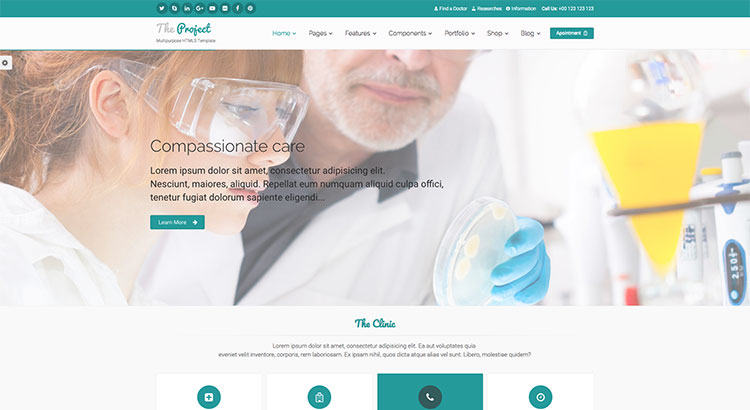 Find a Doctor Researches Information Call Us: +00 123 123 123
The Project
Multipurpose HTML5 Template
Home Pages Features Components Portfolio Shop Blog Apointment
Compassionate care
Lorem ipsum dolor sit amet, consectetur adipisicing elit.
Nesciunt, maiores, aliquid. Repellat eum numquam aliquid culpa offici,
tenetur fugiat dolorum sapiente eligendi...
Learn More
The Clinic
Lorem ipsum dolor sit amet, consectetur adipisicing elit. Ea aut voluptates quia
eveniet velit inventore, corporis, rem laboriosam. Ex ipsam nihil, quos dicta atque alias vel sunt. Libero, molestiae quidem?